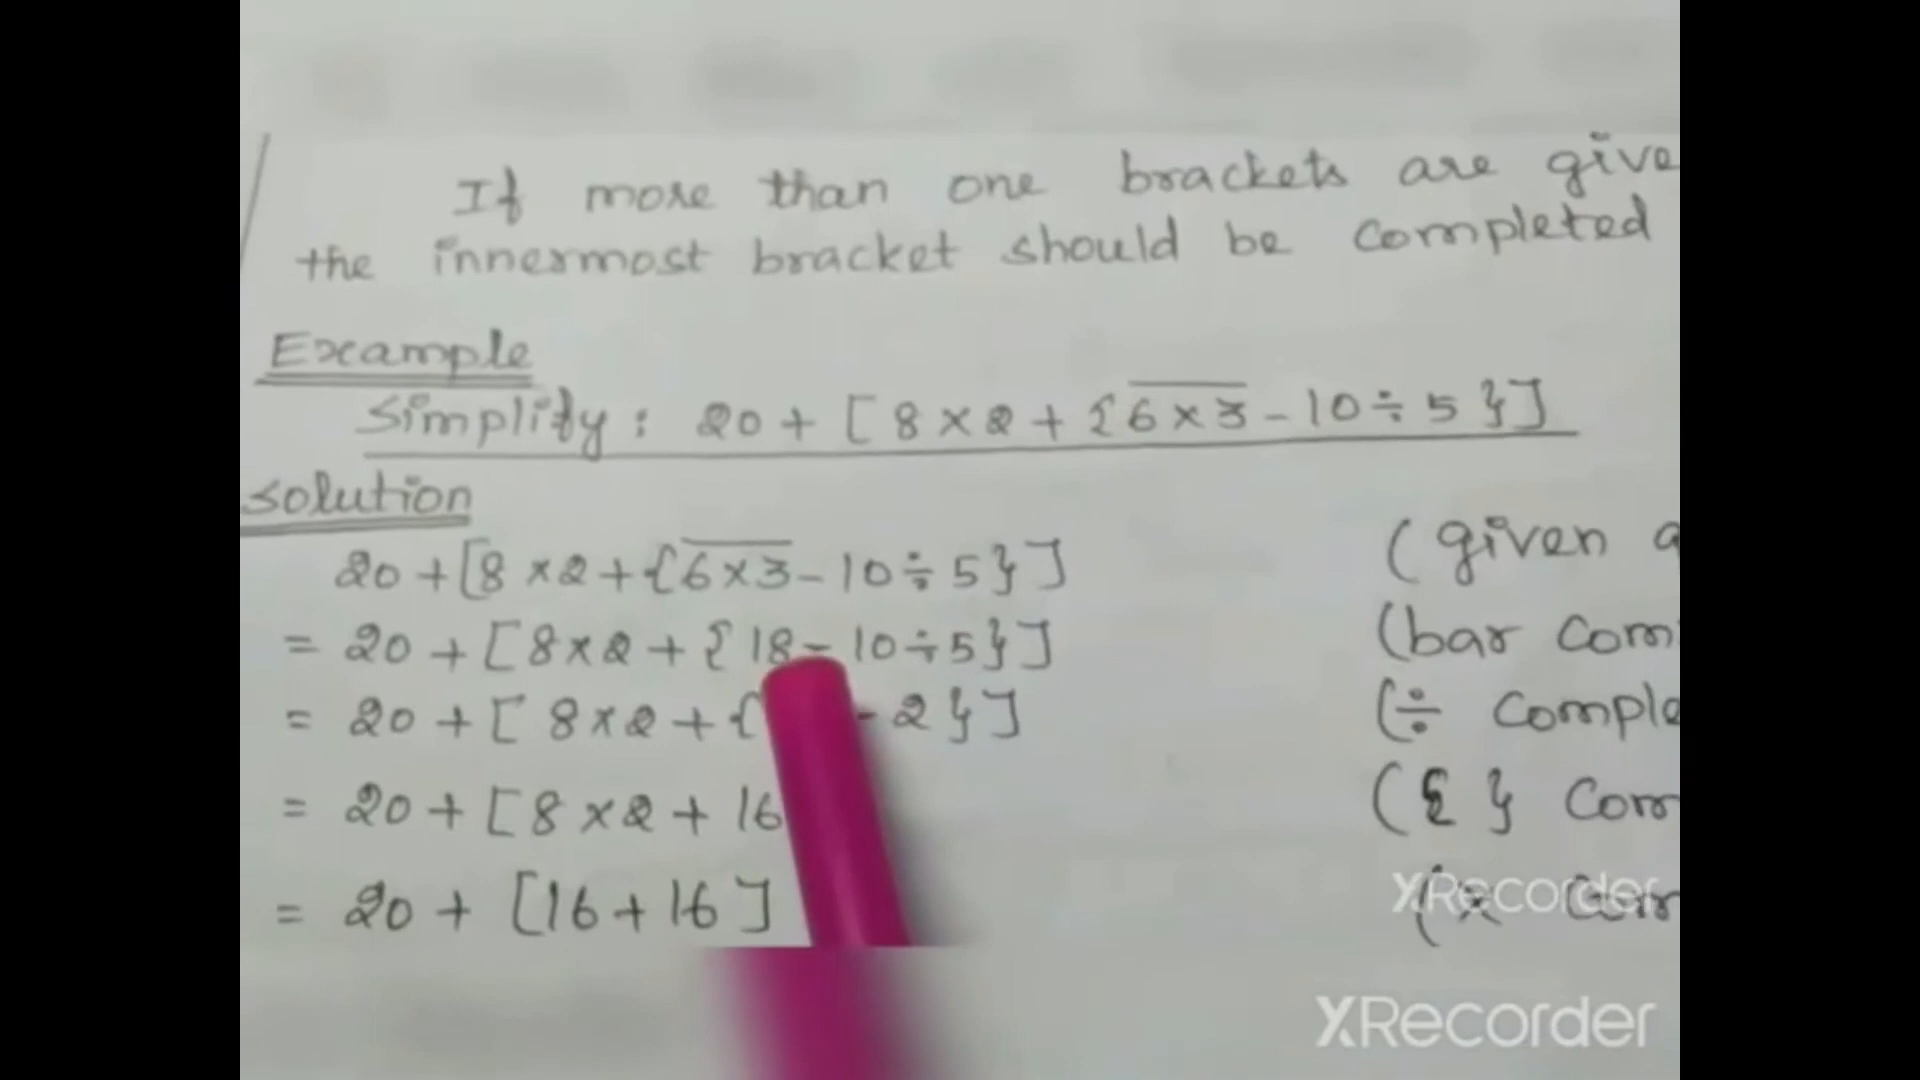 If more than one brackets are give
the innermost bracket should be completed
Example
Simplify: 20 + [ 8 × 2 + { 6̅ ×̅ 3̅ - 10 ÷ 5 } ]
Solution
20 + [ 8 × 2 + { 6̅ ×̅ 3̅ - 10 ÷ 5 } ] (given
= 20 + [ 8 × 2 + { 18 - 10 ÷ 5 } ] (bar com
= 20 + [ 8 × 2 + { - 2 } ] (÷ comple
= 20 + [ 8 × 2 + 16 ( { } com
= 20 + [ 16 + 16 ] (×
XRecorder
XRecorder